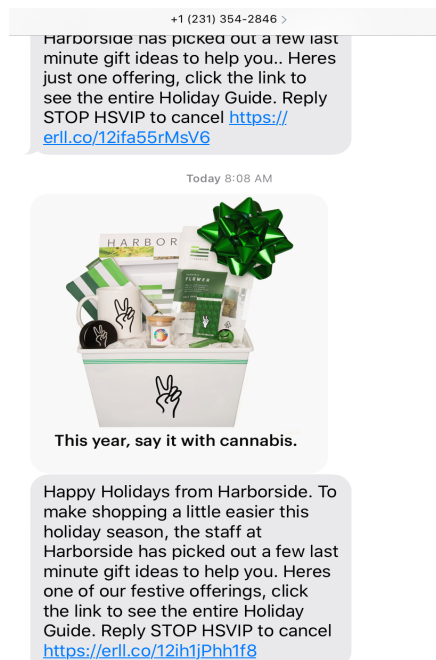 +1 (231) 354-2846 >
Harborside has picked out a few last
minute gift ideas to help you.. Heres
just one offering, click the link to
see the entire Holiday Guide. Reply
STOP HSVIP to cancel https://
erll.co/12ifa55rMsV6
Today 8:08 AM
HARBOR
FLOWER
This year, say it with cannabis.
Happy Holidays from Harborside. To
make shopping a little easier this
holiday season, the staff at
Harborside has picked out a few last
minute gift ideas to help you. Heres
one of our festive offerings, click
the link to see the entire Holiday
Guide. Reply STOP HSVIP to cancel
https://erll.co/12ih1jPhh1f8